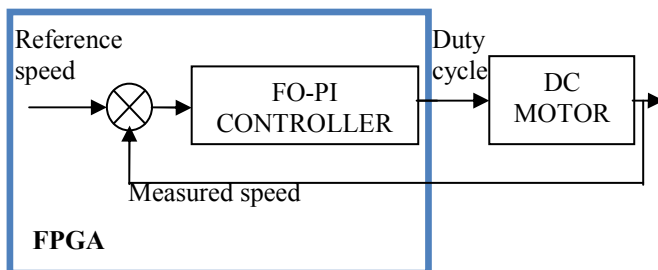 Reference
speed
FO-PI
CONTROLLER
Duty
cycle
DC
MOTOR
Measured speed
FPGA